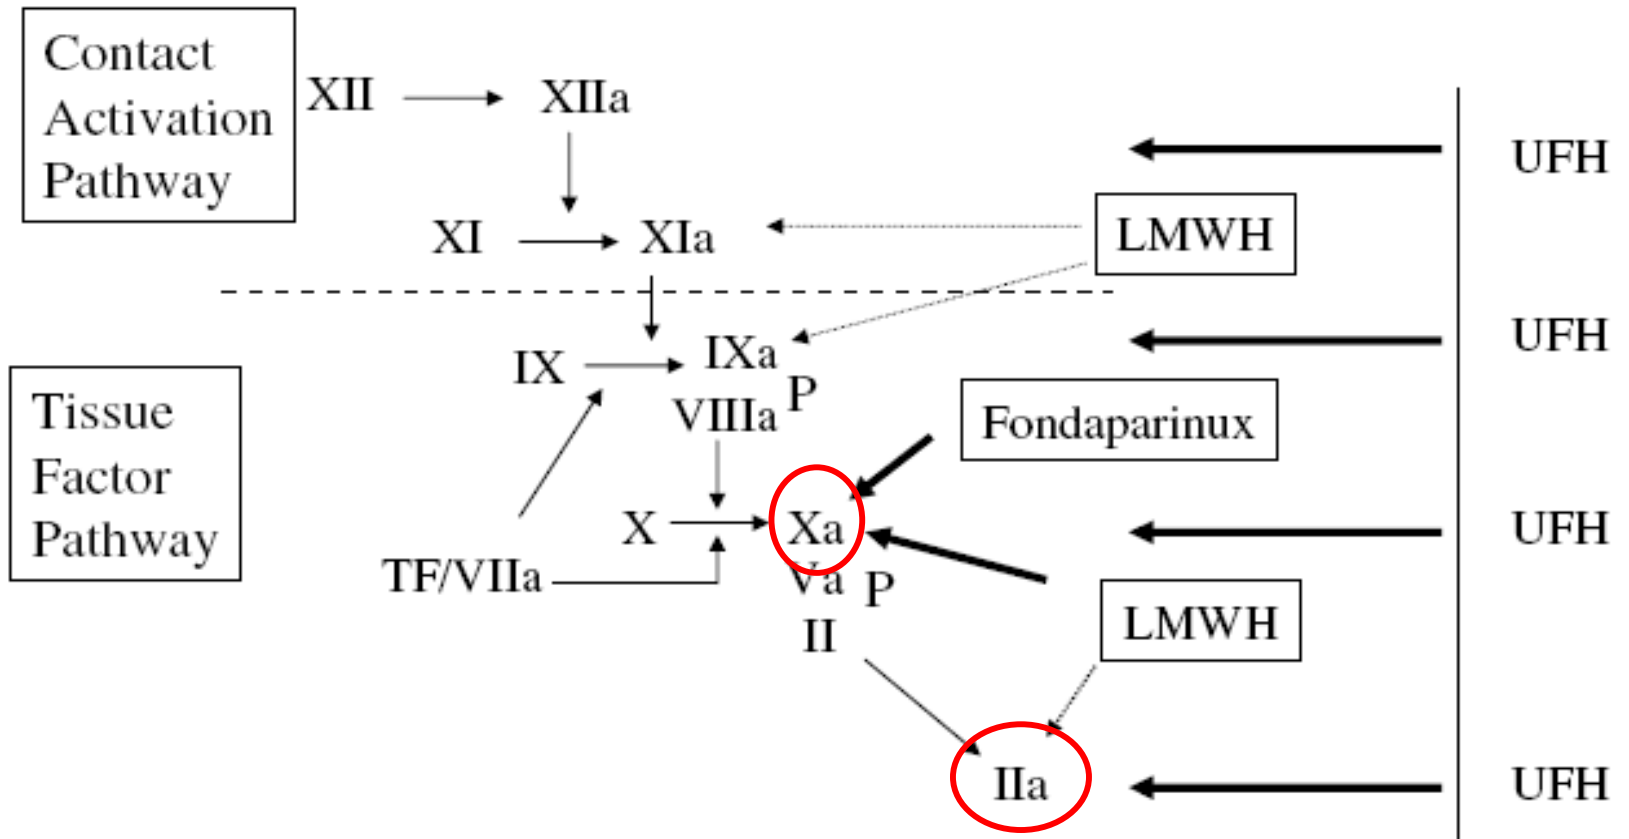 Contact
Activation
Pathway
XII
XIIa
UFH
XI
XIa
LMWH
UFH
IX
IXa
P
VIIIa
Fondaparinux
Tissue
Factor
Pathway
X
Xa
UFH
TF/VIIa
Va
P
II
LMWH
IIa
UFH